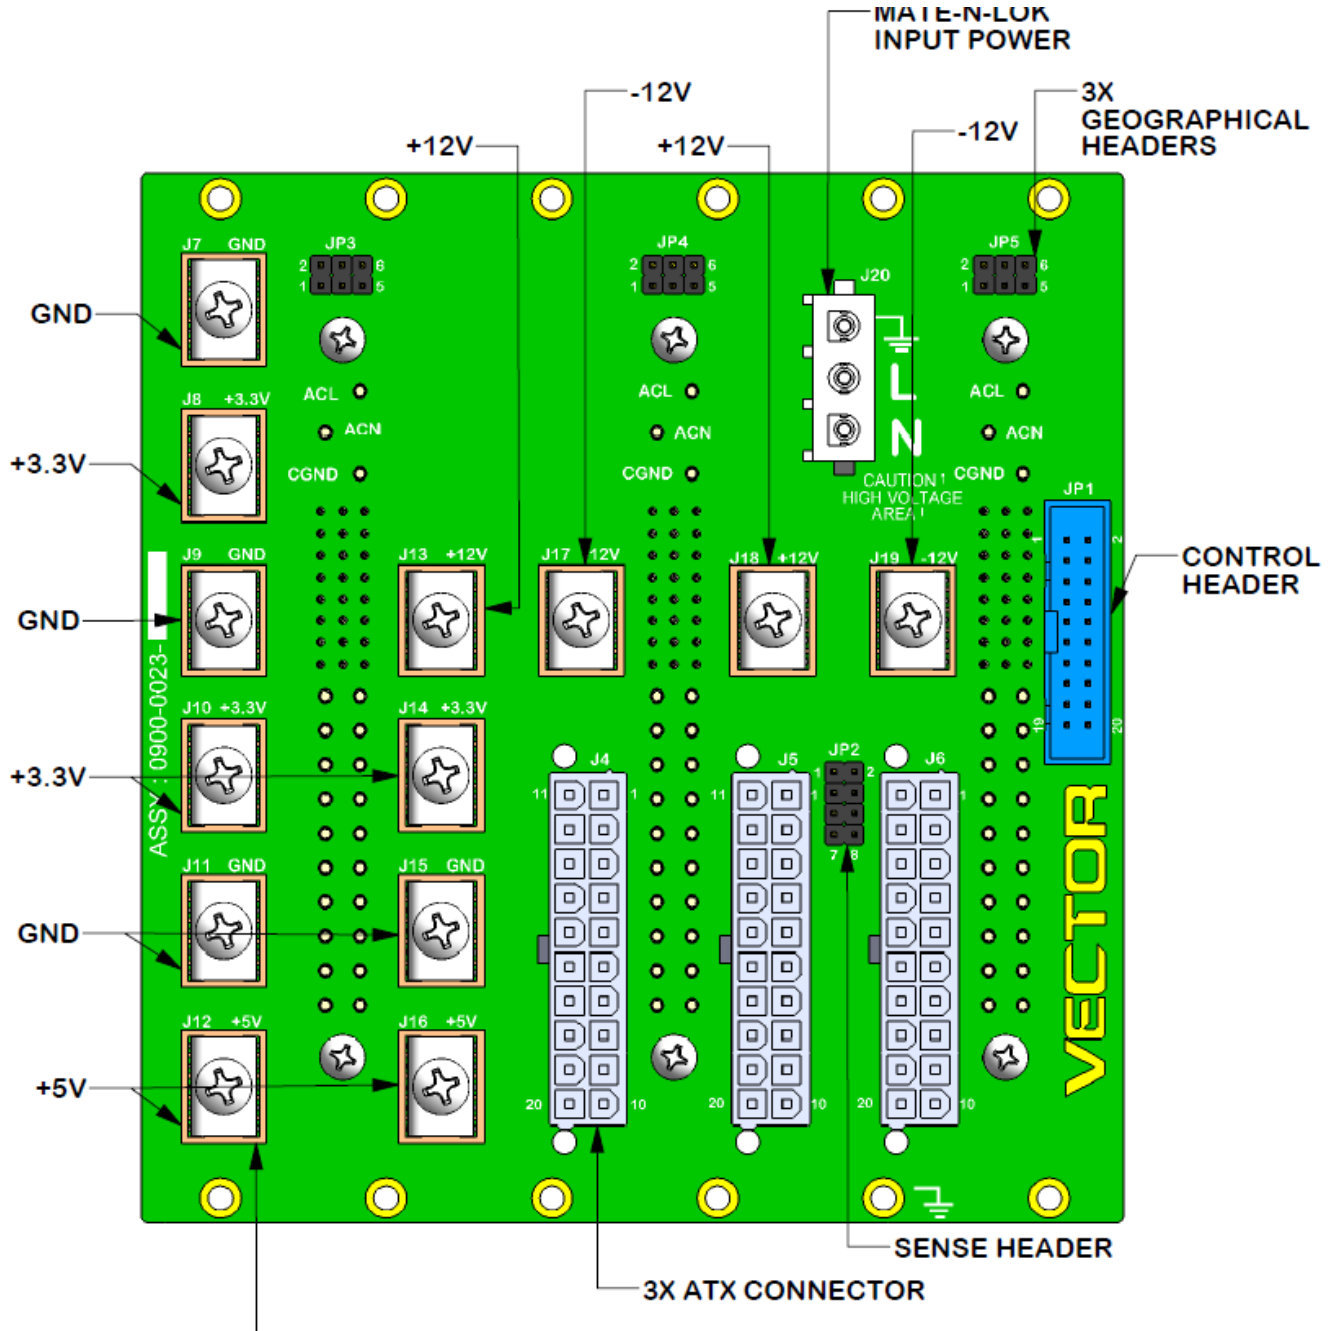 MATE-N-LOK
INPUT POWER
-12V
3X
GEOGRAPHICAL
HEADERS
+12V
+12V
-12V
J7 GND
JP3
2 6
1 5
JP4
2 6
1 5
JP5
2 6
1 5
J20
GND
L
N
ACL
ACN
CGND
ACL
ACN
CGND
ACL
ACN
CGND
J8 +3.3V
+3.3V
CAUTION !
HIGH VOLTAGE
AREA !
JP1
1 2
19 20
CONTROL
HEADER
J9 GND
J13 +12V
J17 -12V
J18 +12V
J19 -12V
GND
ASSY : 0900-0023-
J10 +3.3V
J14 +3.3V
+3.3V
J4
11 1
20 10
J5
11 1
20 10
JP2
1 2
7 8
J6
1
20 10
VECTOR
J11 GND
J15 GND
GND
J12 +5V
J16 +5V
+5V
SENSE HEADER
3X ATX CONNECTOR